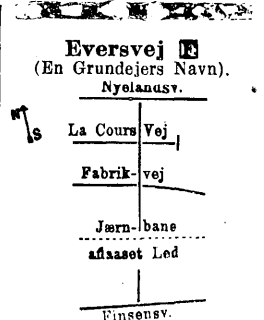 Eversvej F
(En Grundejers Navn).
Nyelandsv.
N
S
La Cours Vej
Fabrik-vej
Jærn-bane
aflaaset Led
Finsensv.